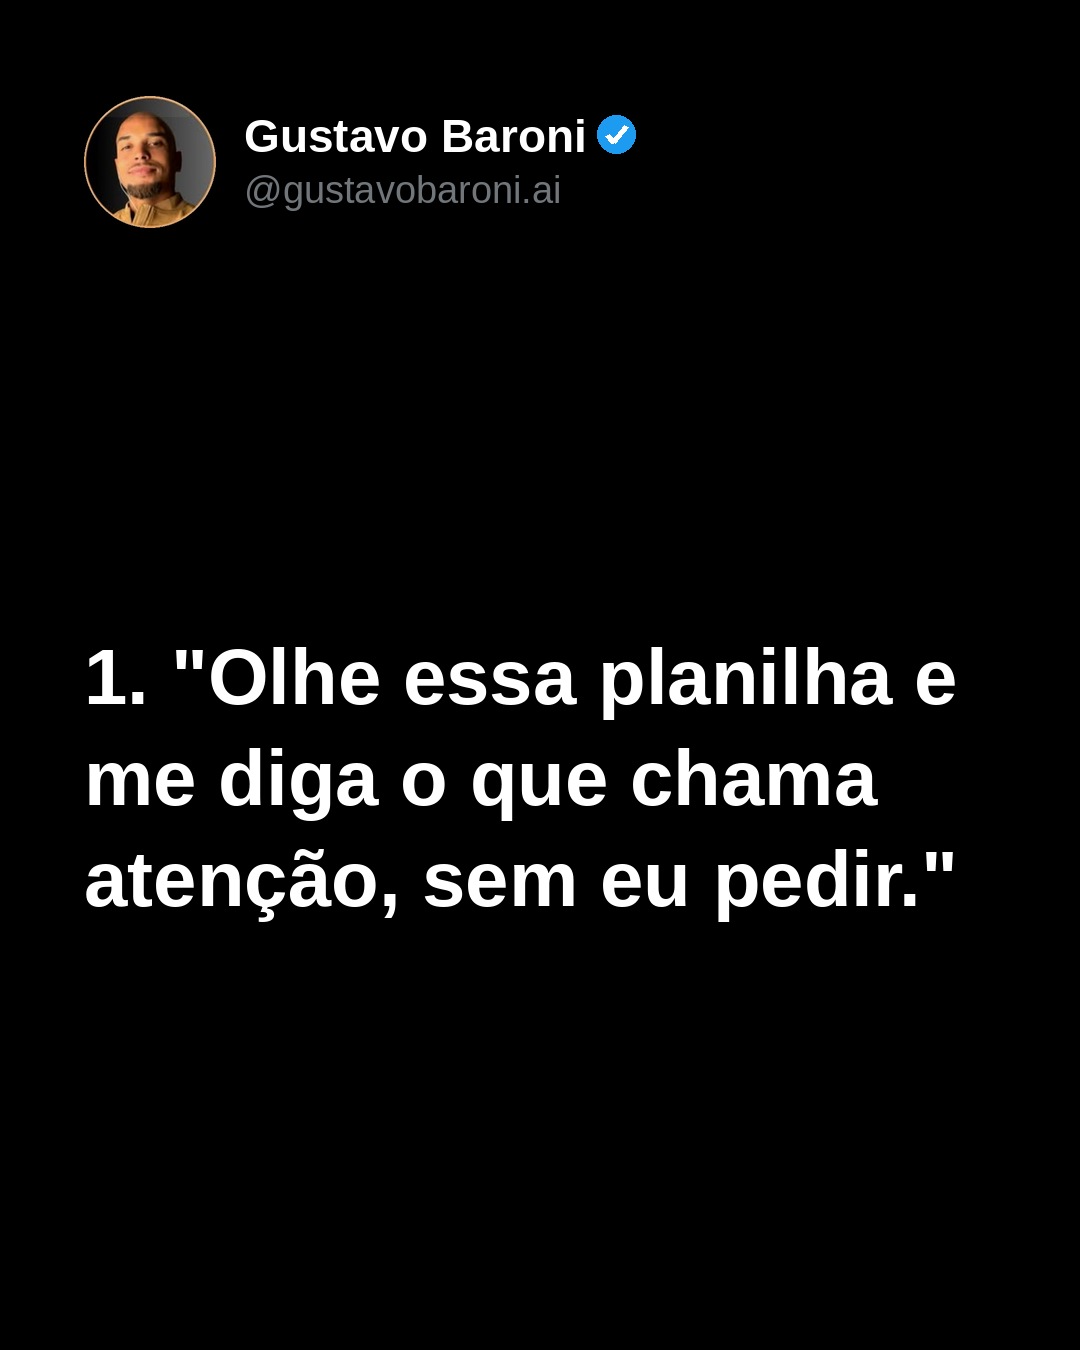 Gustavo Baroni
@gustavobaroni.ai
1. "Olhe essa planilha e
me diga o que chama
atenção, sem eu pedir."